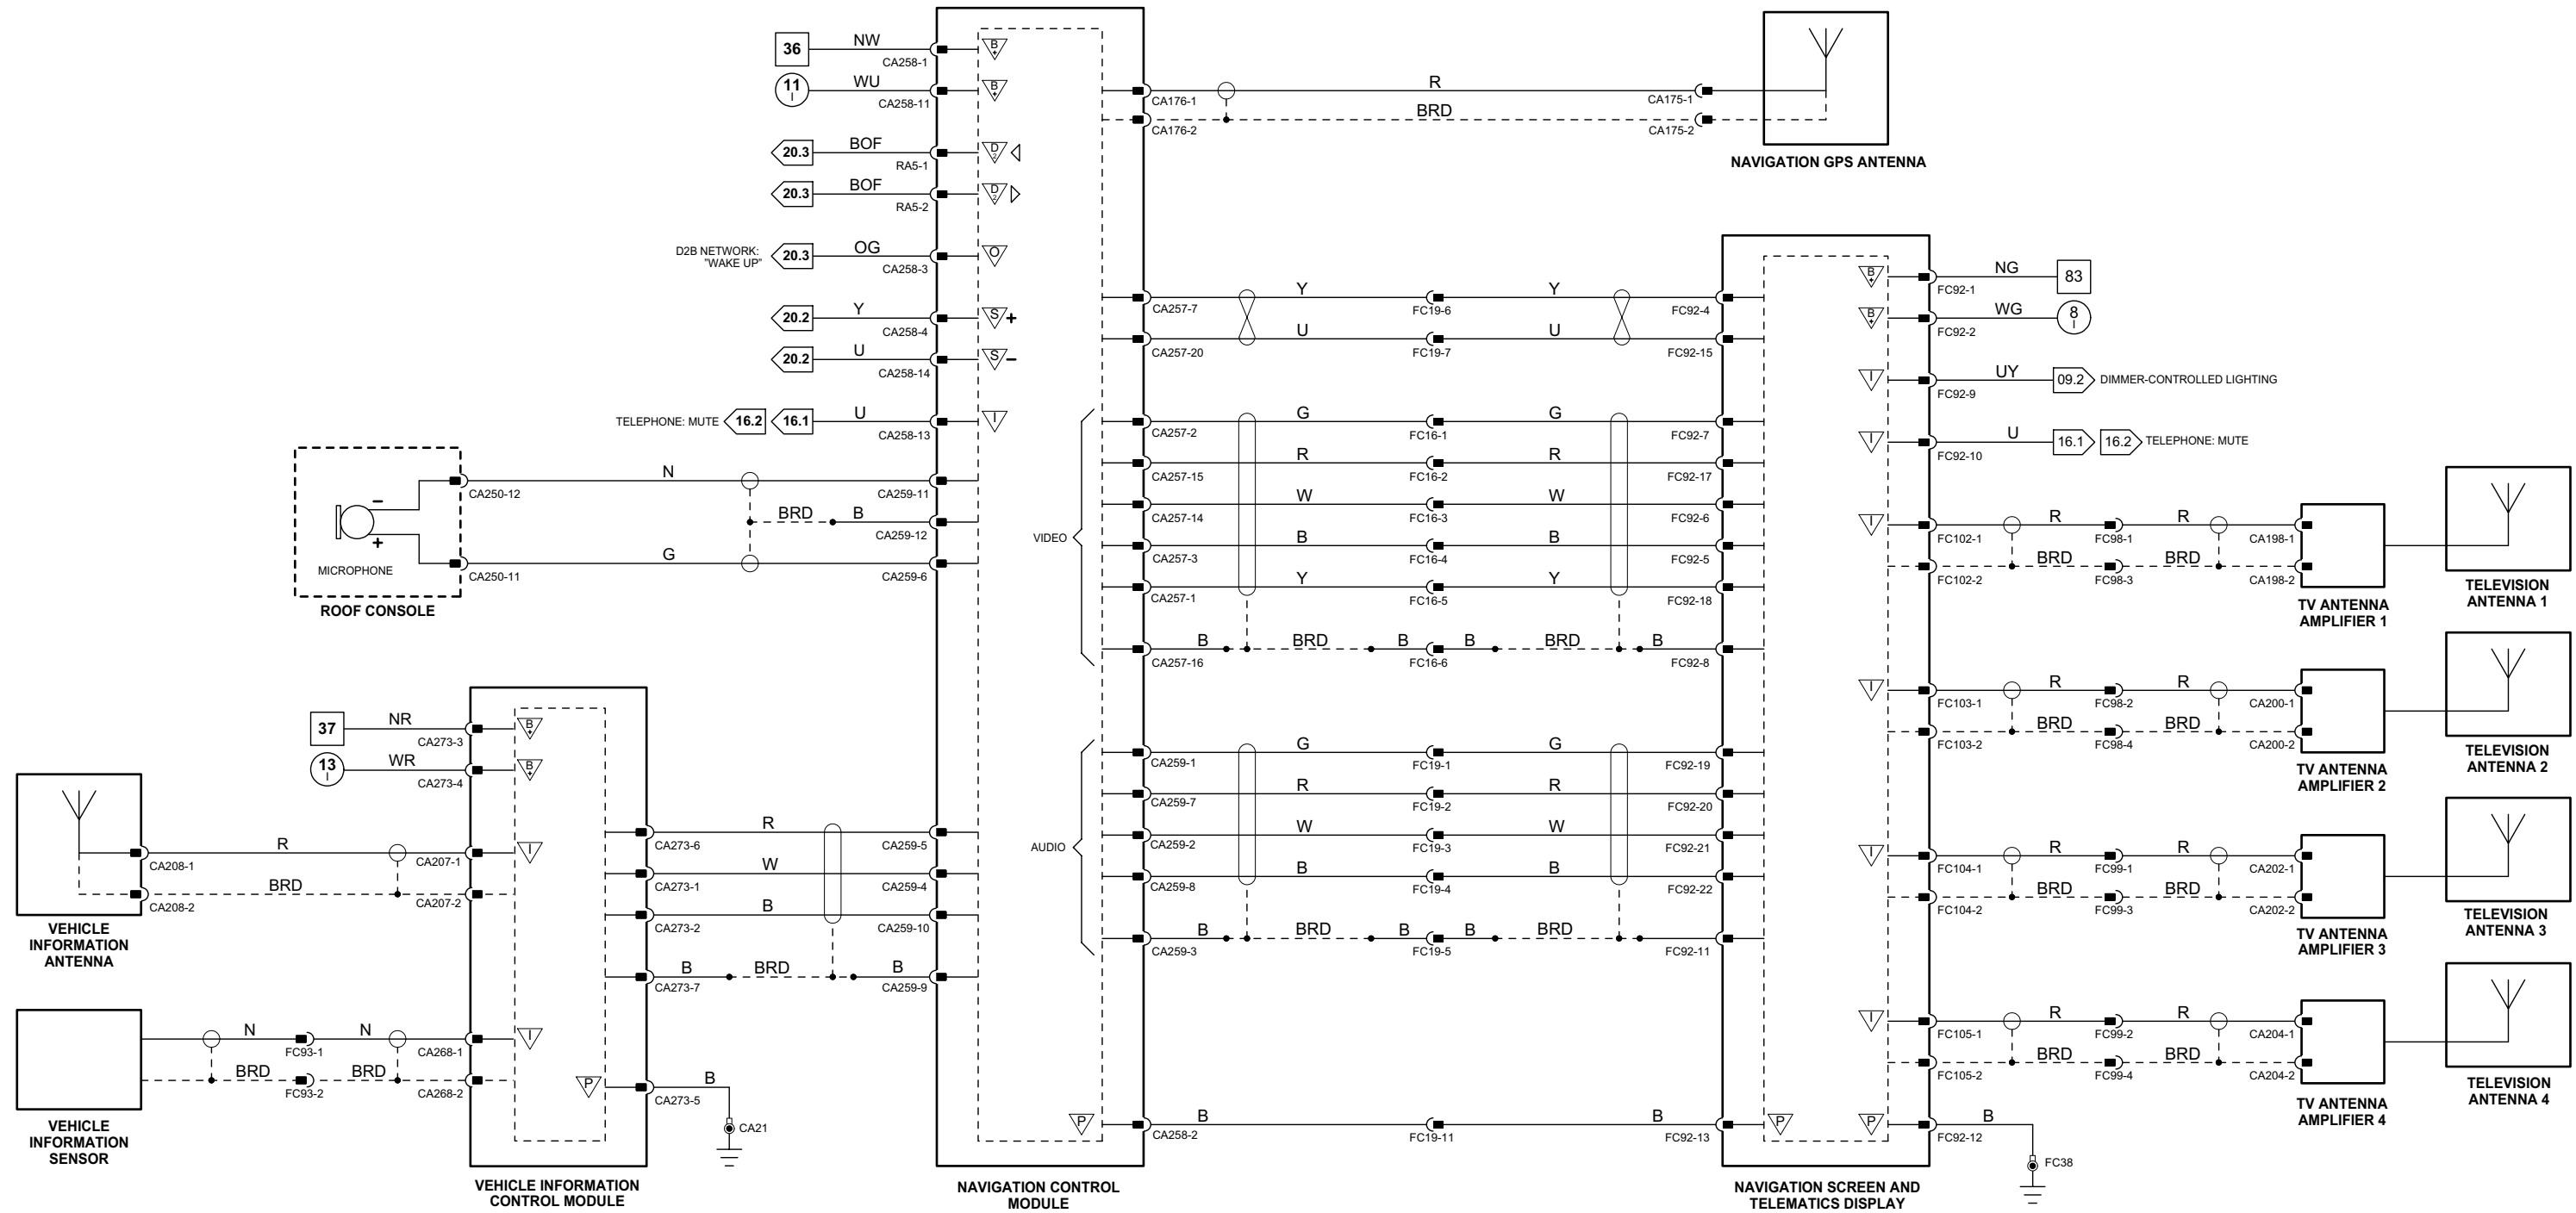 36
NW
CA258-1
B
+
11
I
WU
CA258-11
B
+
20.3
BOF
RA5-1
D
2
20.3
BOF
RA5-2
D
2
D2B NETWORK:
"WAKE UP"
20.3
OG
CA258-3
O
20.2
Y
CA258-4
S
+
20.2
U
CA258-14
S
–
TELEPHONE: MUTE
16.2
16.1
U
CA258-13
I
MICROPHONE
–
+
ROOF CONSOLE
CA250-12
N
CA259-11
BRD
B
CA259-12
CA250-11
G
CA259-6
37
NR
CA273-3
B
+
13
I
WR
CA273-4
B
+
VEHICLE
INFORMATION
ANTENNA
CA208-1
R
CA207-1
I
CA208-2
BRD
CA207-2
VEHICLE
INFORMATION
SENSOR
N
FC93-1
N
CA268-1
I
BRD
FC93-2
BRD
CA268-2
CA273-6
R
CA259-5
CA273-1
W
CA259-4
CA273-2
B
CA259-10
CA273-7
B
BRD
B
CA259-9
P
CA273-5
B
CA21
VEHICLE INFORMATION
CONTROL MODULE
NAVIGATION CONTROL
MODULE
CA176-1
R
CA175-1
CA176-2
BRD
CA175-2
NAVIGATION GPS ANTENNA
CA257-7
Y
FC19-6
Y
FC92-4
CA257-20
U
FC19-7
U
FC92-15
VIDEO
CA257-2
G
FC16-1
G
FC92-7
CA257-15
R
FC16-2
R
FC92-17
CA257-14
W
FC16-3
W
FC92-6
CA257-3
B
FC16-4
B
FC92-5
CA257-1
Y
FC16-5
Y
FC92-18
CA257-16
B
BRD
B
FC16-6
B
BRD
B
FC92-8
AUDIO
CA259-1
G
FC19-1
G
FC92-19
CA259-7
R
FC19-2
R
FC92-20
CA259-2
W
FC19-3
W
FC92-21
CA259-8
B
FC19-4
B
FC92-22
CA259-3
B
BRD
B
FC19-5
B
BRD
B
FC92-11
P
CA258-2
B
FC19-11
B
FC92-13
P
NAVIGATION SCREEN AND
TELEMATICS DISPLAY
B
+
FC92-1
NG
83
B
+
FC92-2
WG
8
I
I
FC92-9
UY
09.2
DIMMER-CONTROLLED LIGHTING
I
FC92-10
U
16.1
16.2
TELEPHONE: MUTE
I
FC102-1
R
FC98-1
R
CA198-1
FC102-2
BRD
FC98-3
BRD
CA198-2
TV ANTENNA
AMPLIFIER 1
TELEVISION
ANTENNA 1
I
FC103-1
R
FC98-2
R
CA200-1
FC103-2
BRD
FC98-4
BRD
CA200-2
TV ANTENNA
AMPLIFIER 2
TELEVISION
ANTENNA 2
I
FC104-1
R
FC99-1
R
CA202-1
FC104-2
BRD
FC99-3
BRD
CA202-2
TV ANTENNA
AMPLIFIER 3
TELEVISION
ANTENNA 3
I
FC105-1
R
FC99-2
R
CA204-1
FC105-2
BRD
FC99-4
BRD
CA204-2
TV ANTENNA
AMPLIFIER 4
TELEVISION
ANTENNA 4
P
FC92-12
B
FC38